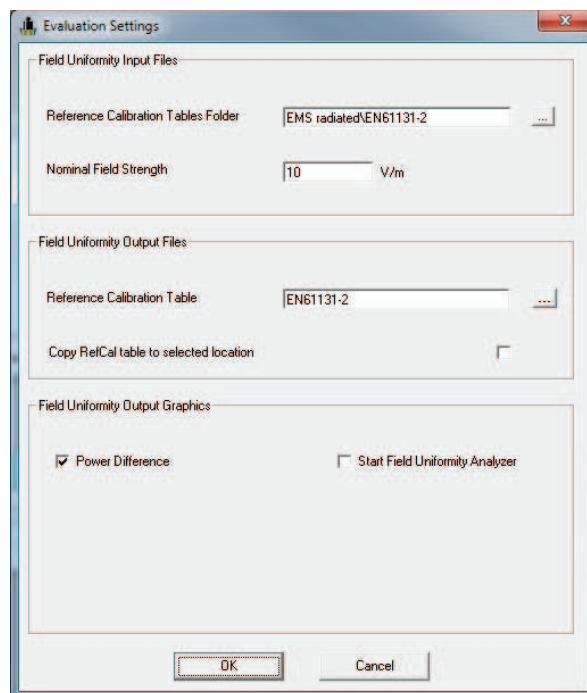 Evaluation Settings
Field Uniformity Input Files
Reference Calibration Tables Folder EMS radiated\EN61131-2 ...
Nominal Field Strength 10 V/m
Field Uniformity Output Files
Reference Calibration Table EN61131-2 ...
Copy RefCal table to selected location
Field Uniformity Output Graphics
Power Difference Start Field Uniformity Analyzer
OK Cancel